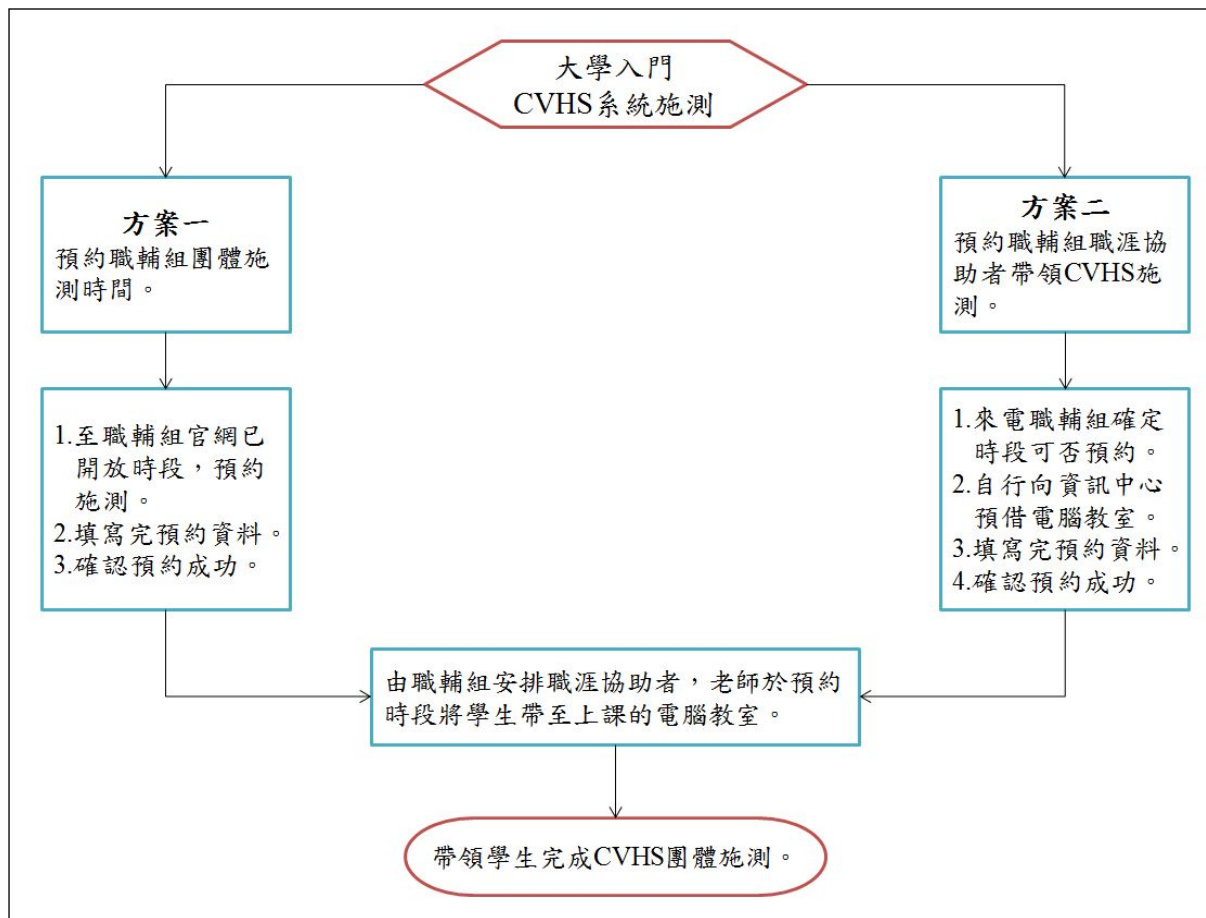 大學入門
CVHS系統施測
方案一
預約職輔組團體施
測時間。
方案二
預約職輔組職涯協
助者帶領CVHS施
測。
1.至職輔組官網已
開放時段，預約
施測。
2.填寫完預約資料。
3.確認預約成功。
1.來電職輔組確定
時段可否預約。
2.自行向資訊中心
預借電腦教室。
3.填寫完預約資料。
4.確認預約成功。
由職輔組安排職涯協助者，老師於預約
時段將學生帶至上課的電腦教室。
帶領學生完成CVHS團體施測。